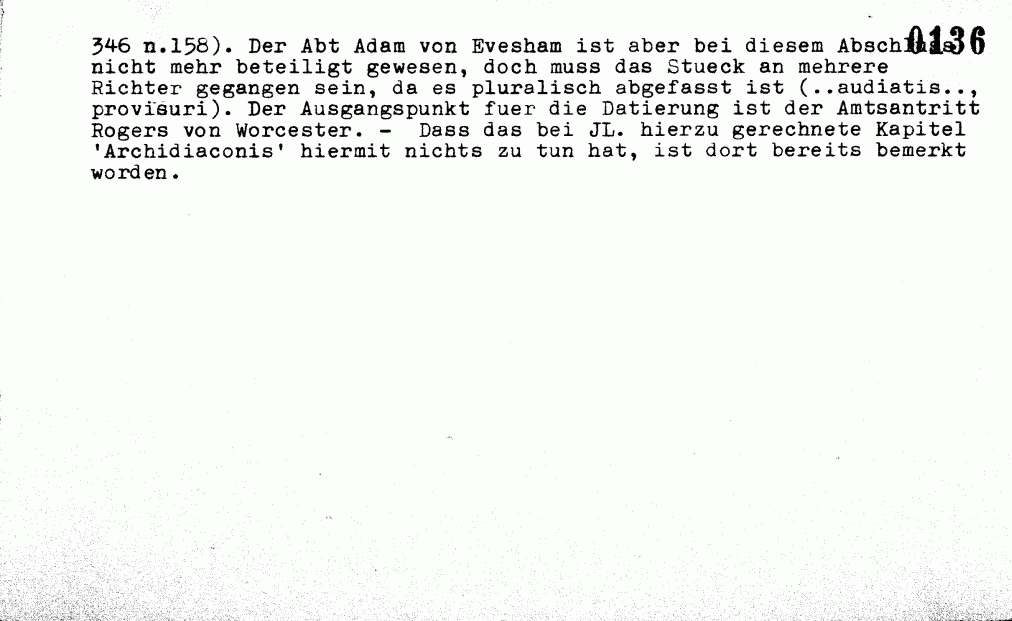 346 n.158). Der Abt Adam von Evesham ist aber bei diesem 0136
nicht mehr beteiligt gewesen, doch muss das Stueck an mehrere
Richter gegangen sein, da es pluralisch abgefasst ist (..audiatis..,
provisuri). Der Ausgangspunkt fuer die Datierung ist der Amtsantritt
Rogers von Worcester. - Dass das bei JL. hierzu gerechnete Kapitel
'Archidiaconis' hiermit nichts zu tun hat, ist dort bereits bemerkt
worden.